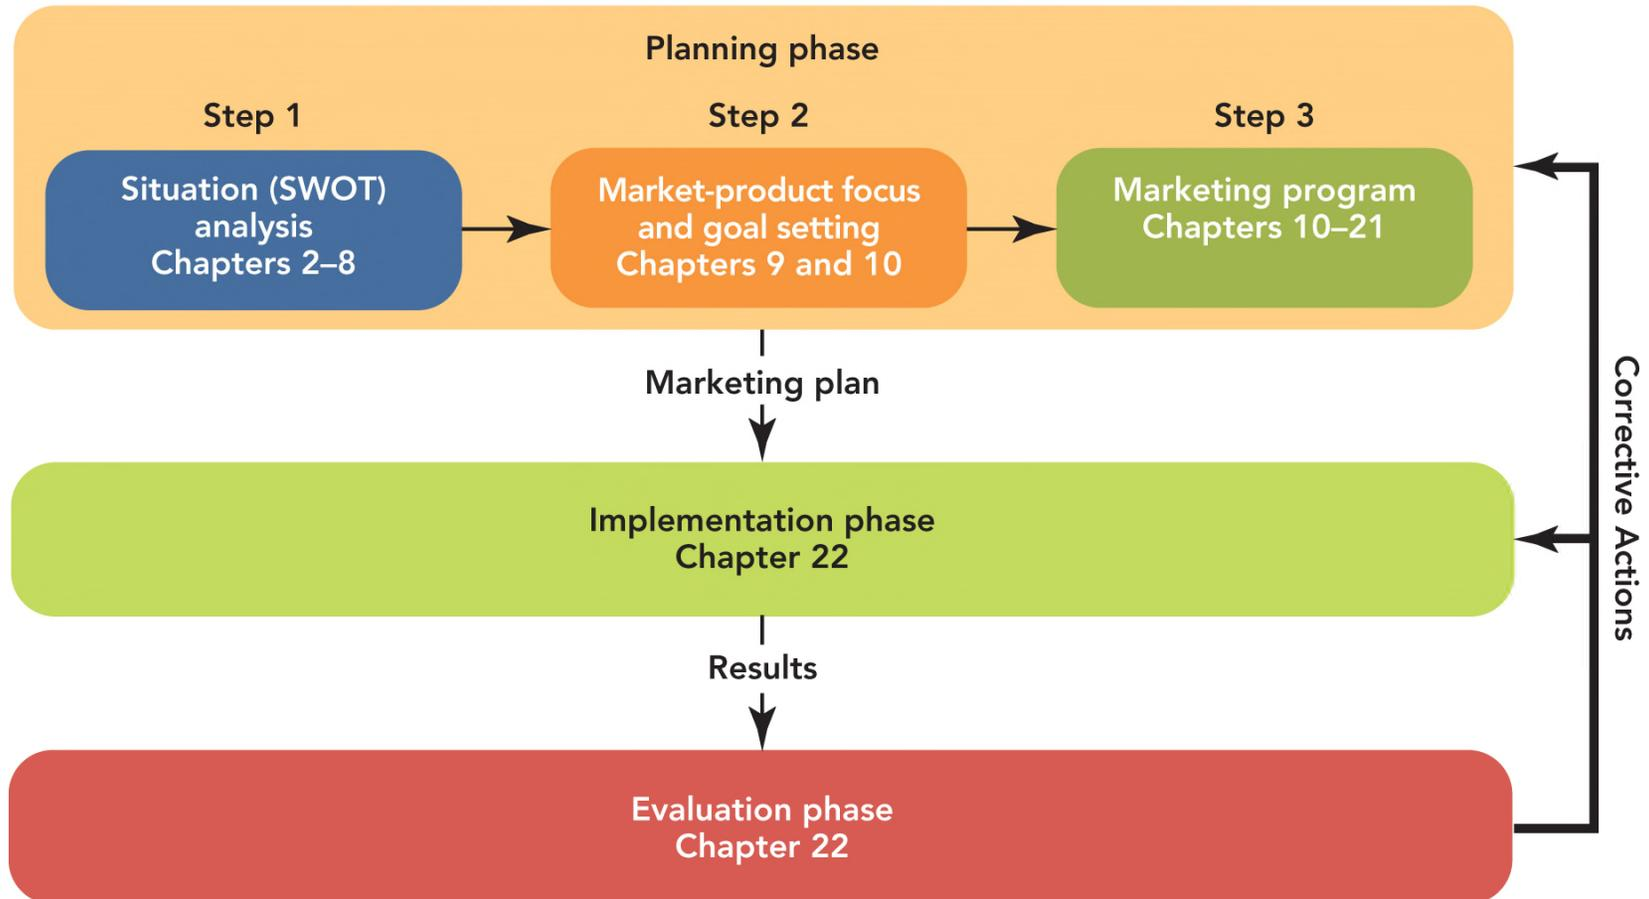 Planning phase
Step 1
Step 2
Step 3
Situation (SWOT)
analysis
Chapters 2–8
Market-product focus
and goal setting
Chapters 9 and 10
Marketing program
Chapters 10–21
Marketing plan
Implementation phase
Chapter 22
Results
Evaluation phase
Chapter 22
Corrective Actions